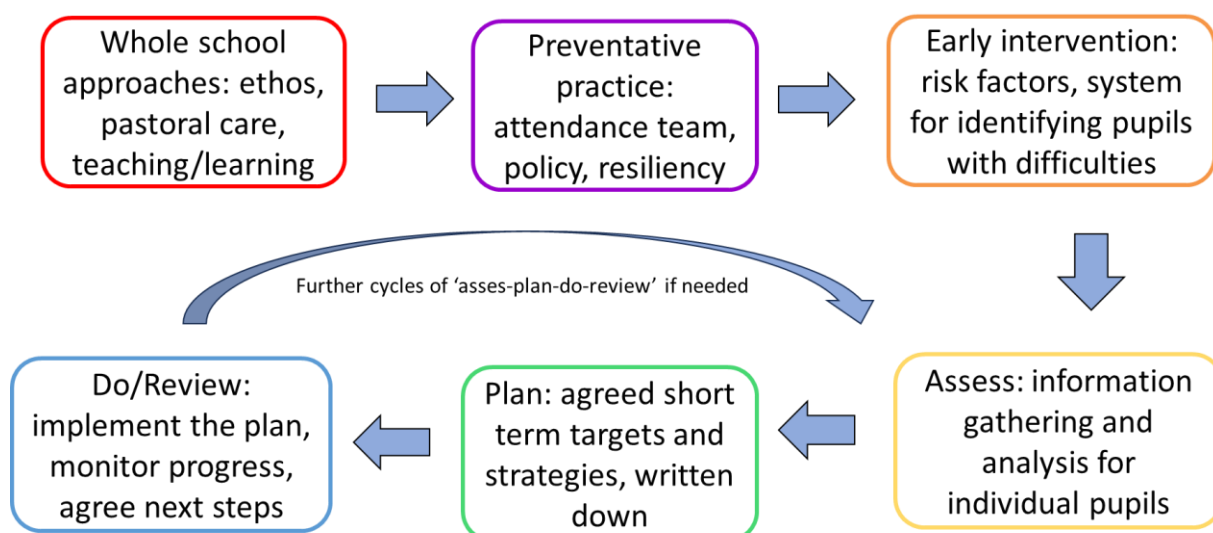 Whole school
approaches: ethos,
pastoral care,
teaching/learning
Preventative
practice:
attendance team,
policy, resiliency
Early intervention:
risk factors, system
for identifying pupils
with difficulties
Further cycles of ‘asses-plan-do-review’ if needed
Assess: information
gathering and
analysis for
individual pupils
Plan: agreed short
term targets and
strategies, written
down
Do/Review:
implement the plan,
monitor progress,
agree next steps